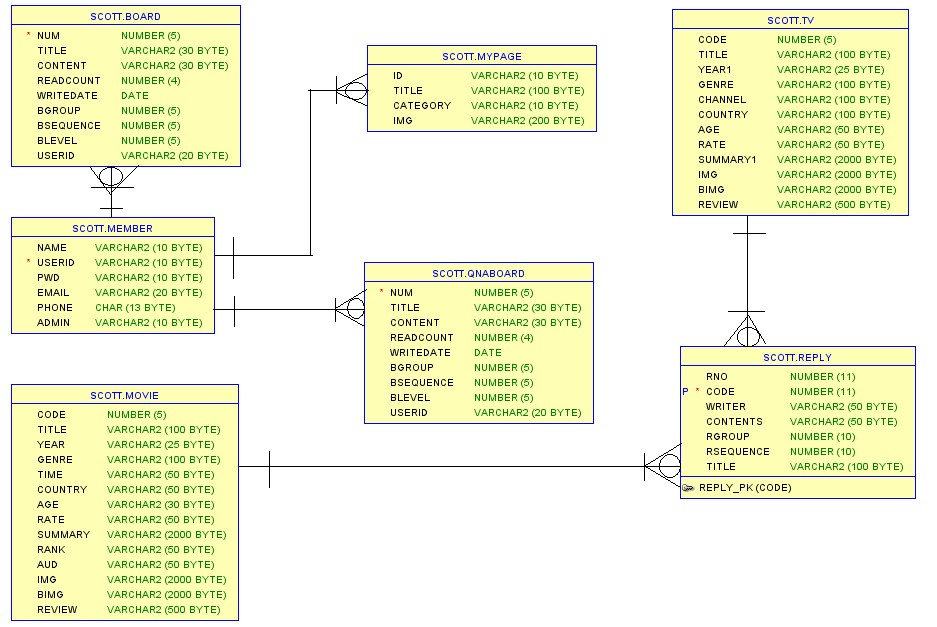 SCOTT.BOARD
* NUM NUMBER (5)
TITLE VARCHAR2 (30 BYTE)
CONTENT VARCHAR2 (30 BYTE)
READCOUNT NUMBER (4)
WRITEDATE DATE
BGROUP NUMBER (5)
BSEQUENCE NUMBER (5)
BLEVEL NUMBER (5)
USERID VARCHAR2 (20 BYTE)
SCOTT.MYPAGE
ID VARCHAR2 (10 BYTE)
TITLE VARCHAR2 (100 BYTE)
CATEGORY VARCHAR2 (10 BYTE)
IMG VARCHAR2 (200 BYTE)
SCOTT.TV
CODE NUMBER (5)
TITLE VARCHAR2 (100 BYTE)
YEAR1 VARCHAR2 (25 BYTE)
GENRE VARCHAR2 (100 BYTE)
CHANNEL VARCHAR2 (100 BYTE)
COUNTRY VARCHAR2 (100 BYTE)
AGE VARCHAR2 (50 BYTE)
RATE VARCHAR2 (50 BYTE)
SUMMARY1 VARCHAR2 (2000 BYTE)
IMG VARCHAR2 (2000 BYTE)
BIMG VARCHAR2 (2000 BYTE)
REVIEW VARCHAR2 (500 BYTE)
SCOTT.MEMBER
NAME VARCHAR2 (10 BYTE)
* USERID VARCHAR2 (10 BYTE)
PWD VARCHAR2 (10 BYTE)
EMAIL VARCHAR2 (20 BYTE)
PHONE CHAR (13 BYTE)
ADMIN VARCHAR2 (10 BYTE)
SCOTT.QNABOARD
* NUM NUMBER (5)
TITLE VARCHAR2 (30 BYTE)
CONTENT VARCHAR2 (30 BYTE)
READCOUNT NUMBER (4)
WRITEDATE DATE
BGROUP NUMBER (5)
BSEQUENCE NUMBER (5)
BLEVEL NUMBER (5)
USERID VARCHAR2 (20 BYTE)
SCOTT.REPLY
RNO NUMBER (11)
P * CODE NUMBER (11)
WRITER VARCHAR2 (50 BYTE)
CONTENTS VARCHAR2 (50 BYTE)
RGROUP NUMBER (10)
RSEQUENCE NUMBER (10)
TITLE VARCHAR2 (100 BYTE)
REPLY_PK (CODE)
SCOTT.MOVIE
CODE NUMBER (5)
TITLE VARCHAR2 (100 BYTE)
YEAR VARCHAR2 (25 BYTE)
GENRE VARCHAR2 (100 BYTE)
TIME VARCHAR2 (50 BYTE)
COUNTRY VARCHAR2 (50 BYTE)
AGE VARCHAR2 (30 BYTE)
RATE VARCHAR2 (50 BYTE)
SUMMARY VARCHAR2 (2000 BYTE)
RANK VARCHAR2 (50 BYTE)
AUD VARCHAR2 (50 BYTE)
IMG VARCHAR2 (2000 BYTE)
BIMG VARCHAR2 (2000 BYTE)
REVIEW VARCHAR2 (500 BYTE)